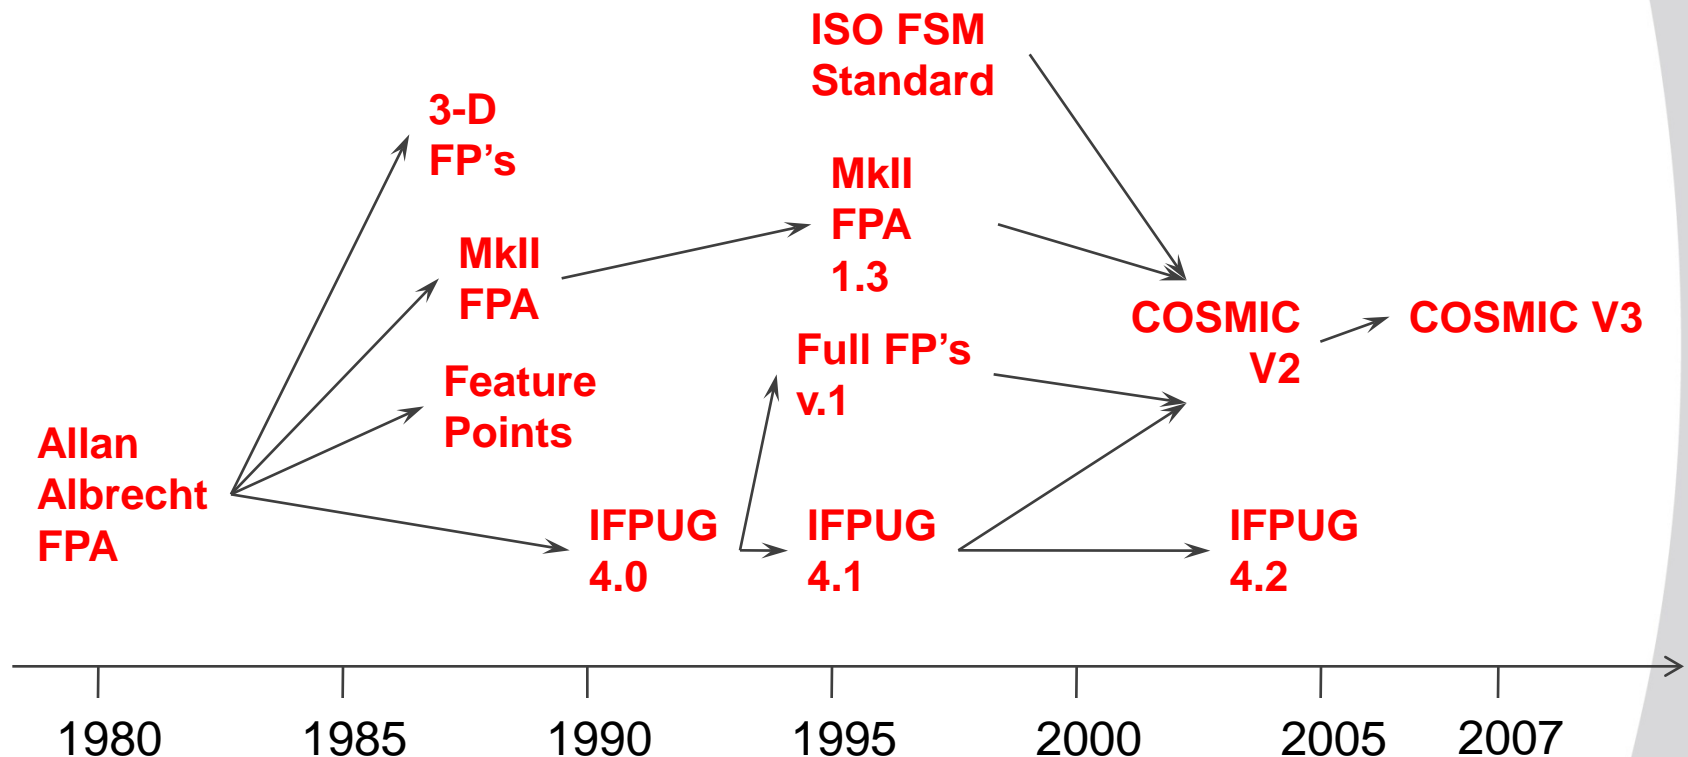 ISO FSM
Standard
3-D
FP’s
MkII
FPA
1.3
MkII
FPA
COSMIC
V2
COSMIC V3
Full FP’s
v.1
Feature
Points
Allan
Albrecht
FPA
IFPUG
4.0
IFPUG
4.1
IFPUG
4.2
1980
1985
1990
1995
2000
2005
2007